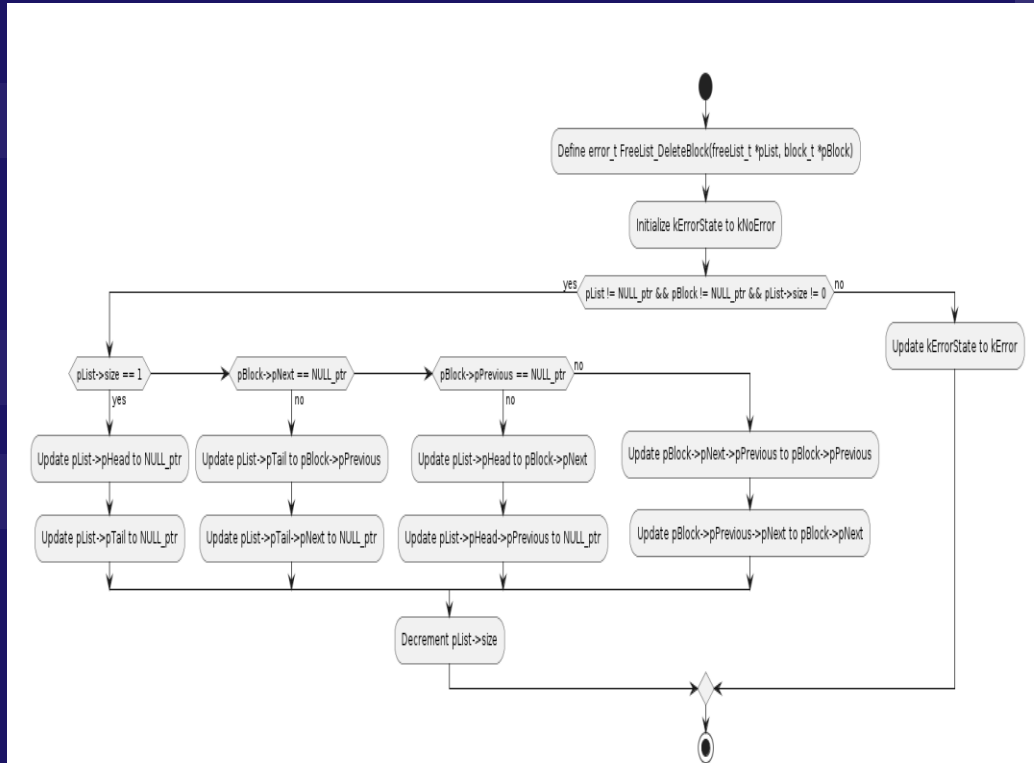 Define error_t FreeList_DeleteBlock(freeList_t *pList, block_t *pBlock)
Initialize kErrorState to kNoError
yes
pList != NULL_ptr && pBlock != NULL_ptr && pList->size != 0
no
Update kErrorState to kError
pList->size == 1
yes
pBlock->pNext == NULL_ptr
no
pBlock->pPrevious == NULL_ptr
no
no
Update pList->pHead to NULL_ptr
Update pList->pTail to pBlock->pPrevious
Update pList->pHead to pBlock->pNext
Update pBlock->pNext->pPrevious to pBlock->pPrevious
Update pList->pTail to NULL_ptr
Update pList->pTail->pNext to NULL_ptr
Update pList->pHead->pPrevious to NULL_ptr
Update pBlock->pPrevious->pNext to pBlock->pNext
Decrement pList->size